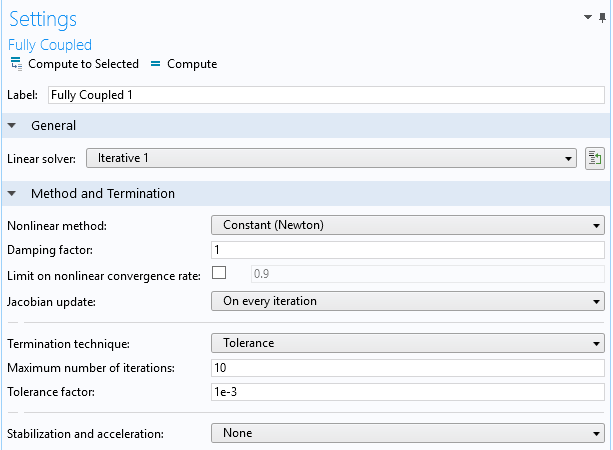 Settings
Fully Coupled
Compute to Selected = Compute
Label: Fully Coupled 1
General
Linear solver: Iterative 1
Method and Termination
Nonlinear method: Constant (Newton)
Damping factor: 1
Limit on nonlinear convergence rate: 0.9
Jacobian update: On every iteration
Termination technique: Tolerance
Maximum number of iterations: 10
Tolerance factor: 1e-3
Stabilization and acceleration: None